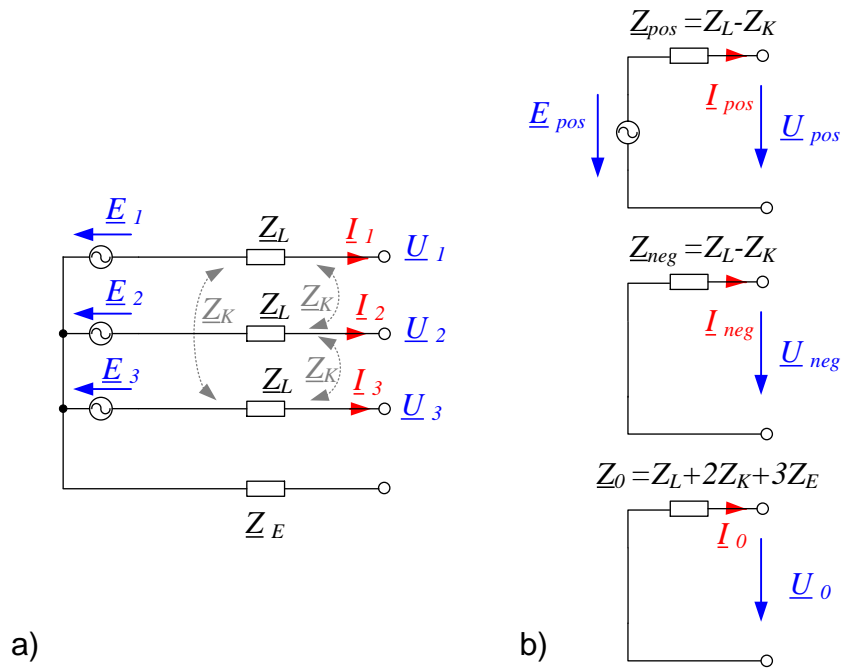 E 1
Z L
I 1
U 1
E 2
Z K
Z L
Z K
I 2
U 2
E 3
Z L
Z K
I 3
U 3
Z E
a)
Z pos =Z L-Z K
E pos
I pos
U pos
Z neg =Z L-Z K
I neg
U neg
Z 0 =Z L+2Z K+3Z E
I 0
U 0
b)